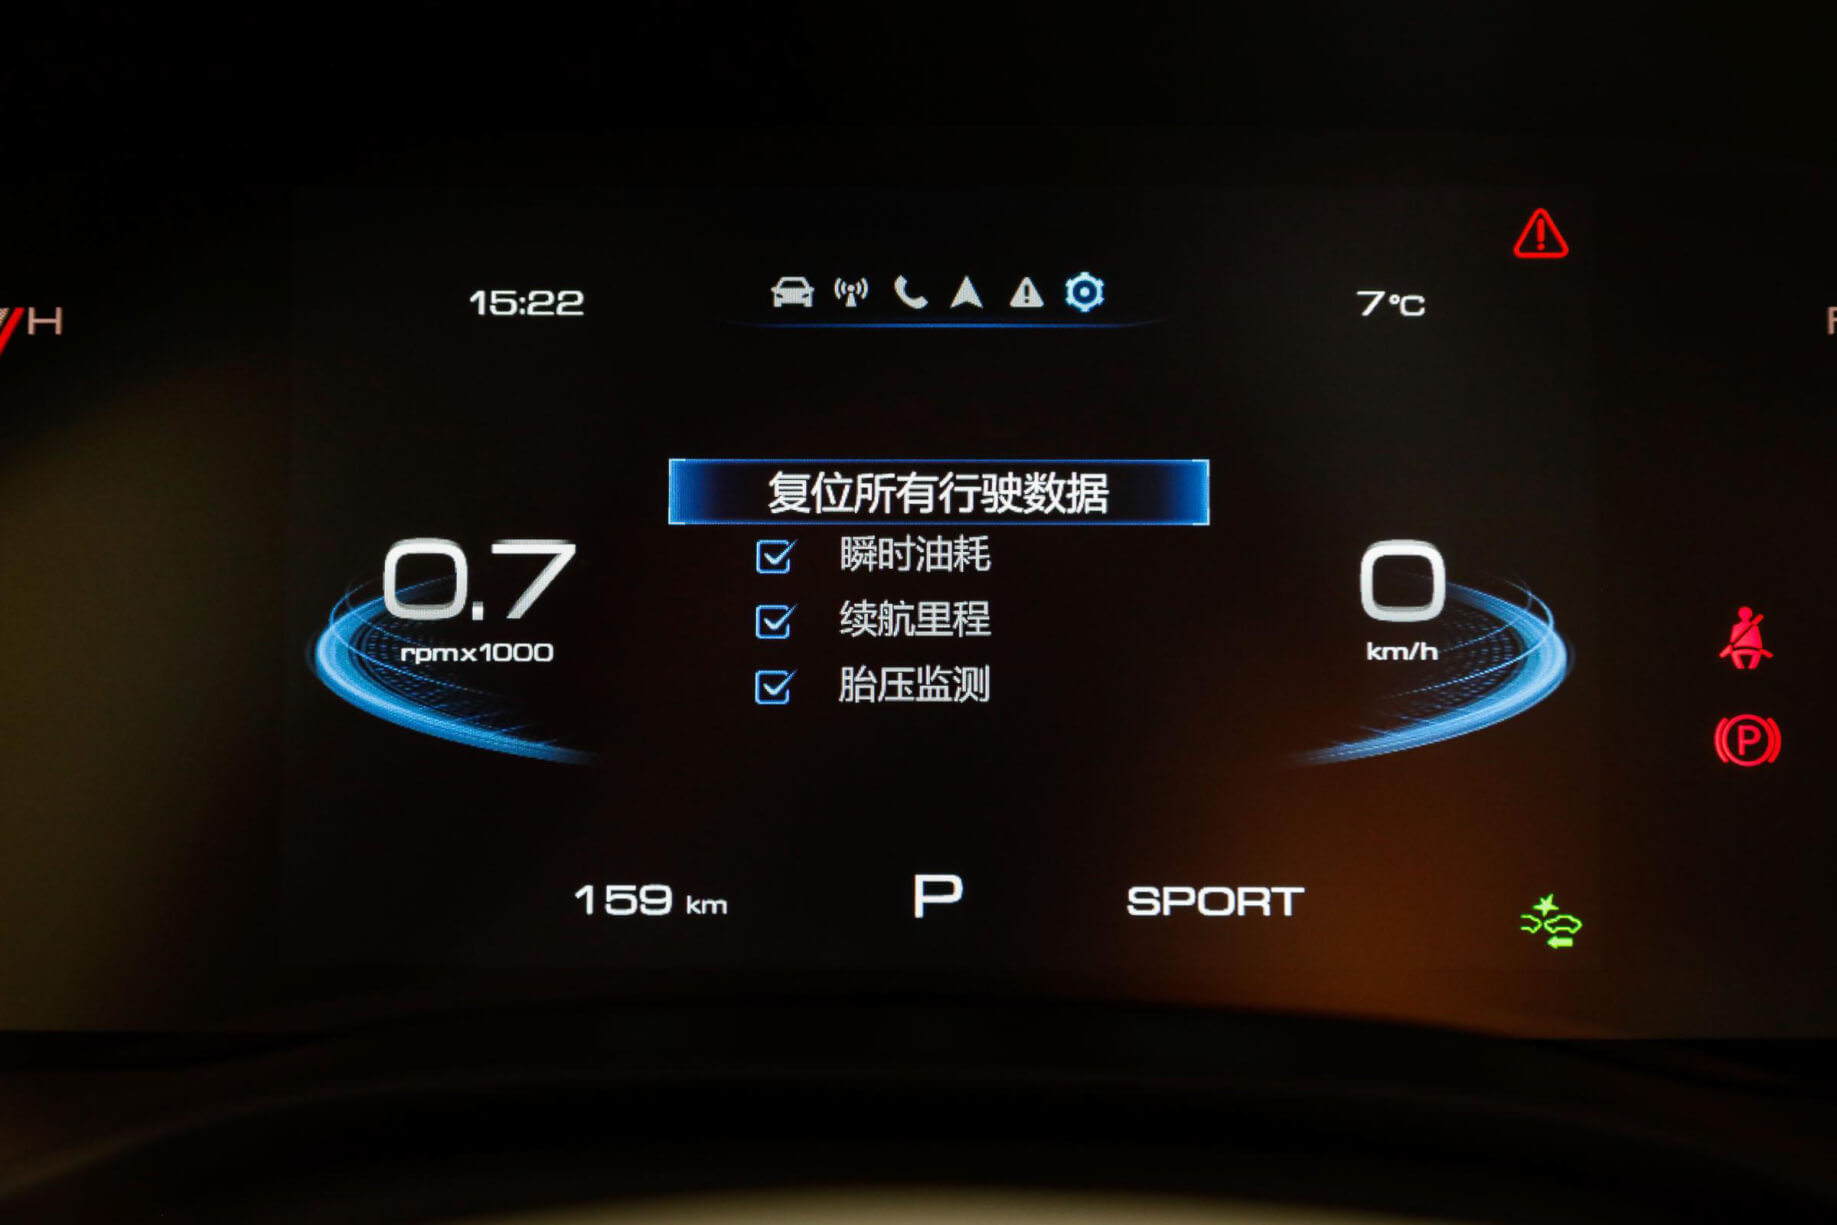 H
15:22
7°C
复位所有行驶数据
瞬时油耗
续航里程
胎压监测
0.7
rpmx1000
0
km/h
P
159 km
P
SPORT